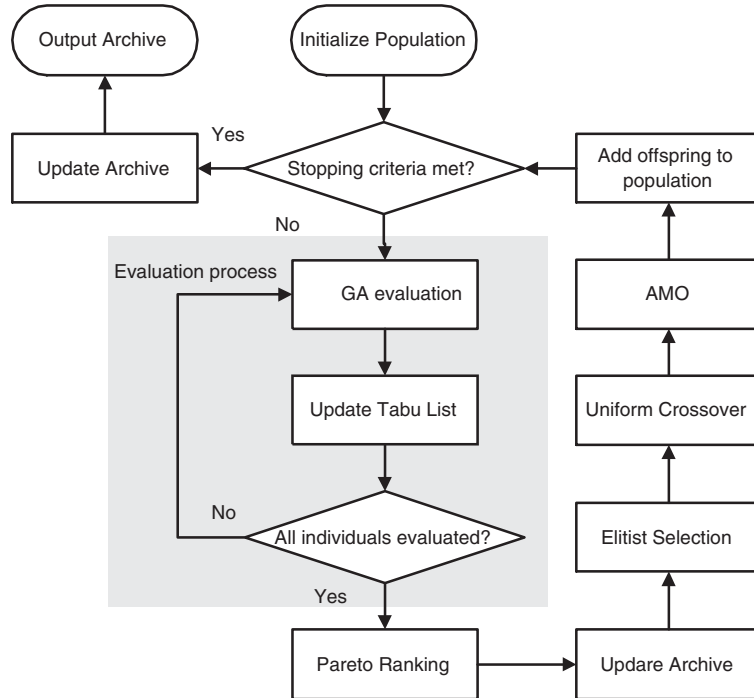 Output Archive
Initialize Population
Yes
Update Archive
Stopping criteria met?
Add offspring to
population
No
Evaluation process
GA evaluation
AMO
Update Tabu List
Uniform Crossover
No
All individuals evaluated?
Elitist Selection
Yes
Pareto Ranking
Updare Archive